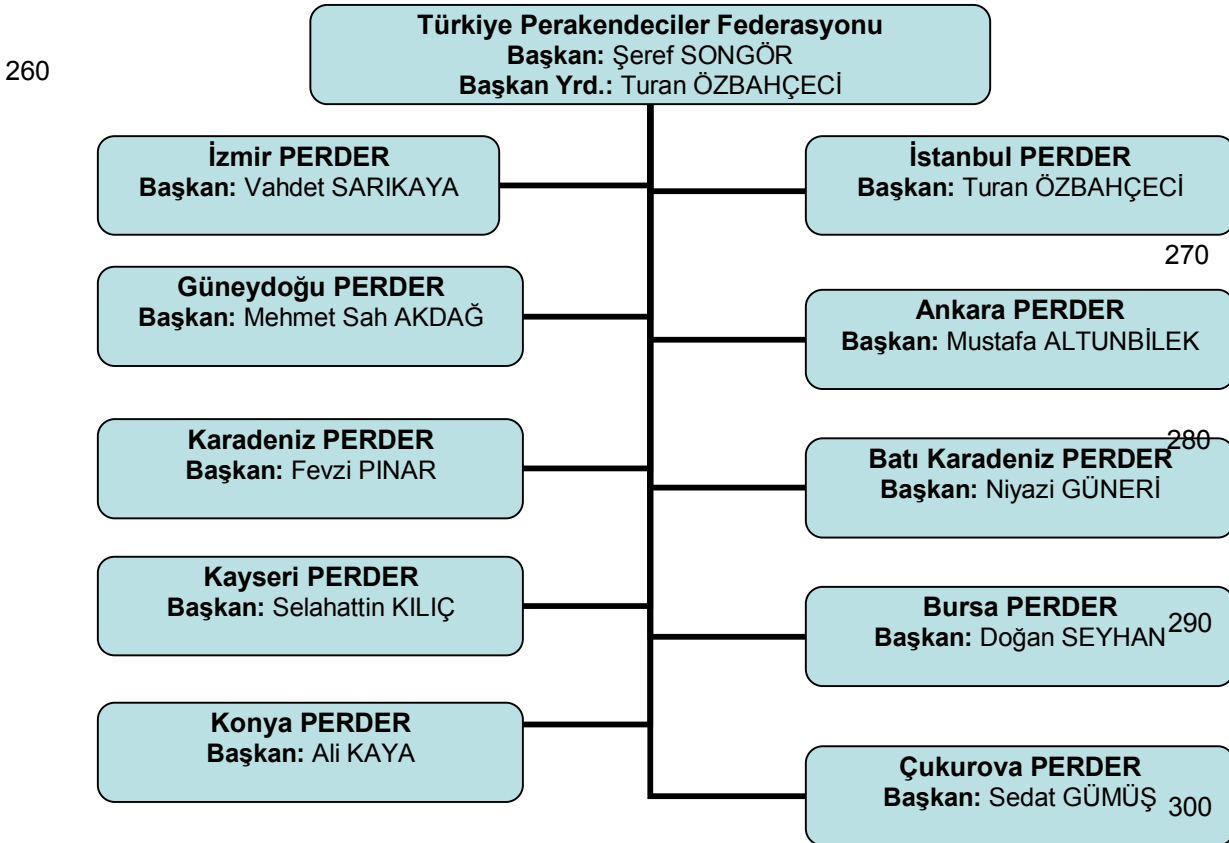 Türkiye Perakendeciler Federasyonu
Başkan: Şeref SONGÖR
Başkan Yrd.: Turan ÖZBAHÇECİ
260
İzmir PERDER
Başkan: Vahdet SARIKAYA
İstanbul PERDER
Başkan: Turan ÖZBAHÇECİ
270
Güneydoğu PERDER
Başkan: Mehmet Sah AKDAĞ
Ankara PERDER
Başkan: Mustafa ALTUNBİLEK
Karadeniz PERDER
Başkan: Fevzi PINAR
280
Batı Karadeniz PERDER
Başkan: Niyazi GÜNERİ
Kayseri PERDER
Başkan: Selahattin KILIÇ
Bursa PERDER
Başkan: Doğan SEYHAN
290
Konya PERDER
Başkan: Ali KAYA
Çukurova PERDER
Başkan: Sedat GÜMÜŞ
300